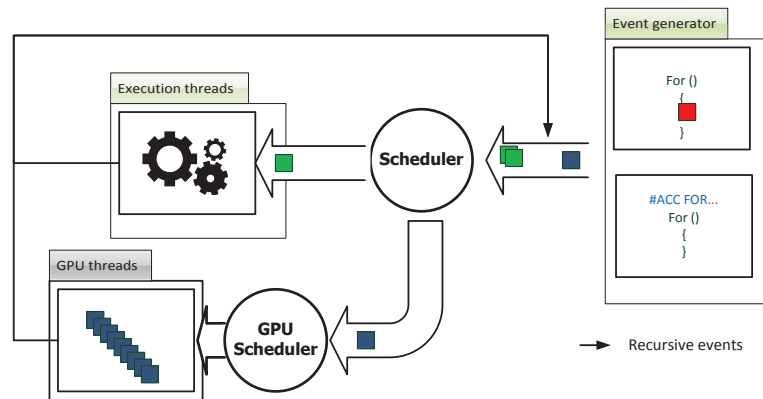 Event generator
For ()
{
}
#ACC FOR...
For ()
{
}
Execution threads
Scheduler
GPU threads
GPU
Scheduler
Recursive events